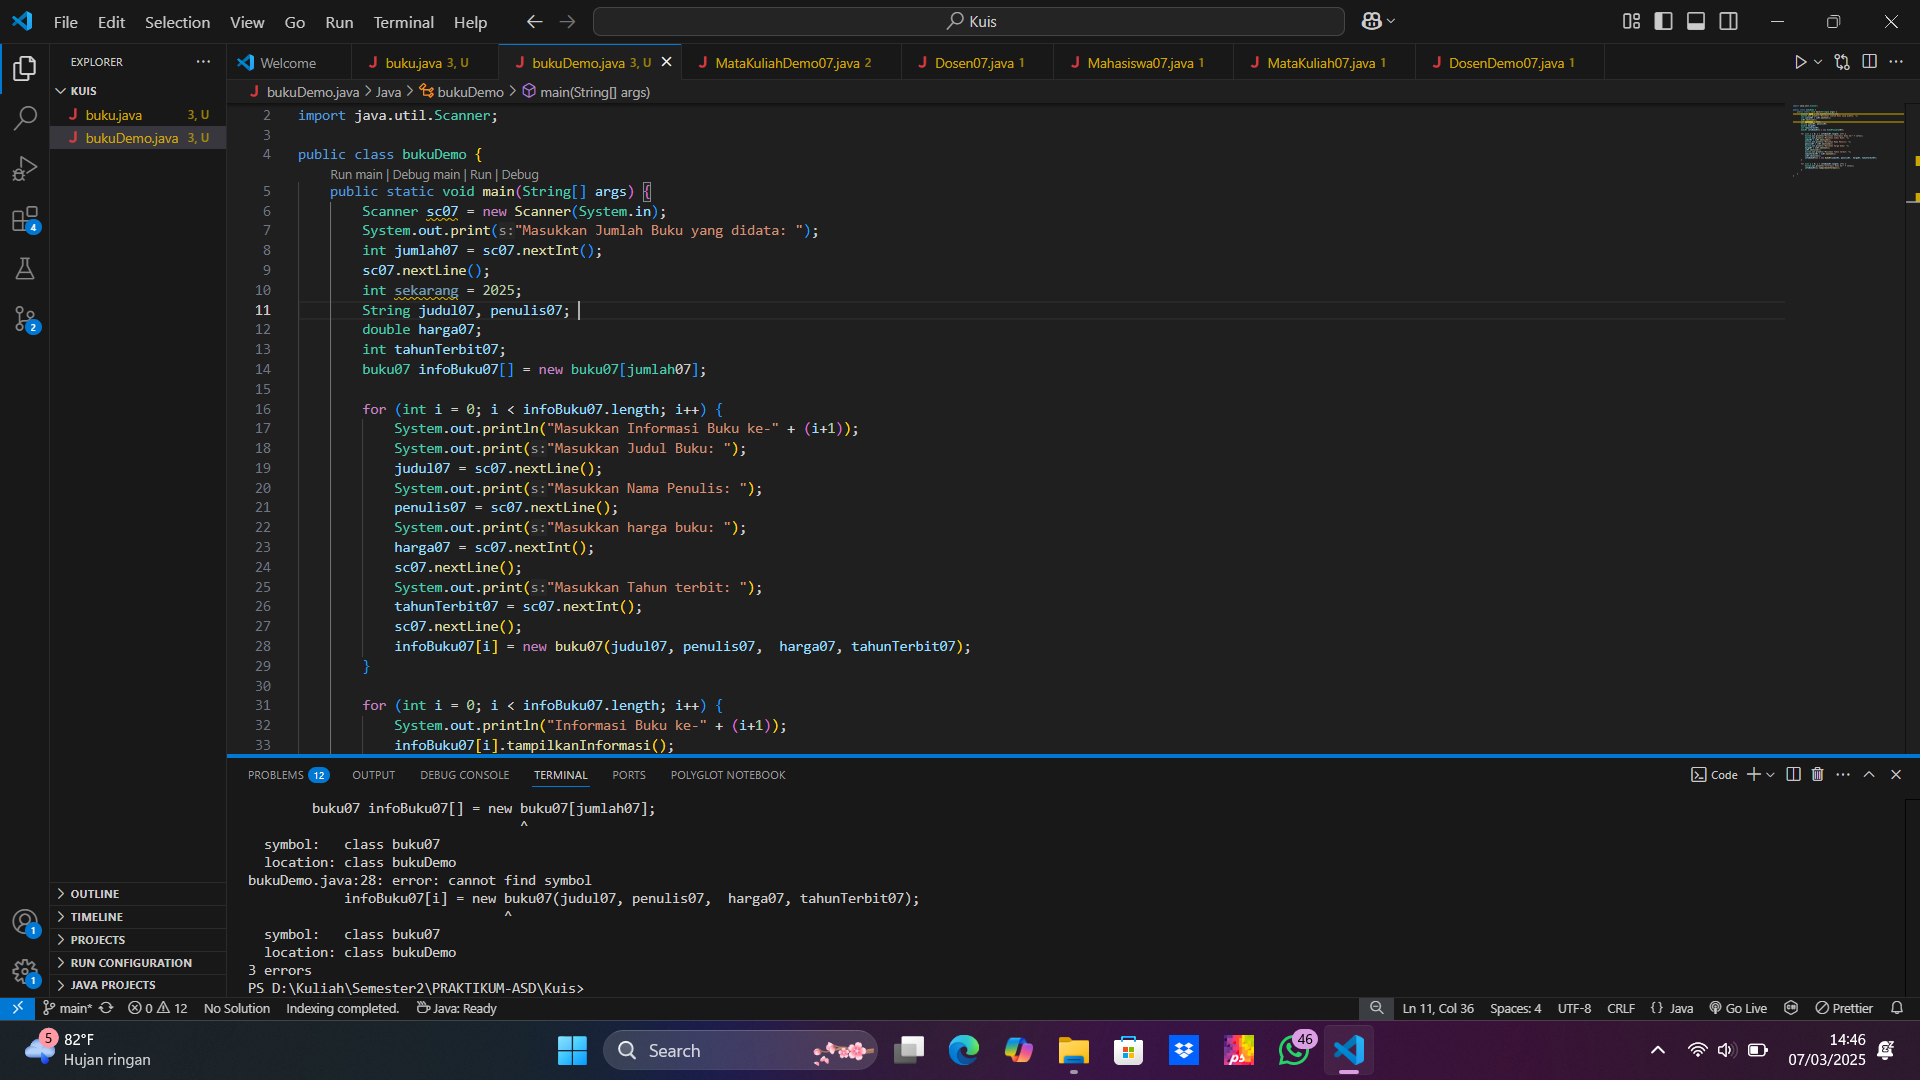 File Edit Selection View Go Run Terminal Help
Kuis
EXPLORER
Welcome
buku.java 3, U
bukuDemo.java 3, U
MataKuliahDemo07.java 2
Dosen07.java 1
Mahasiswa07.java 1
MataKuliah07.java 1
DosenDemo07.java 1
KUIS
buku.java 3, U
bukuDemo.java 3, U
bukuDemo.java > Java > bukuDemo > main(String[] args)
2 import java.util.Scanner;
3
4 public class bukuDemo {
Run main | Debug main | Run | Debug
5 public static void main(String[] args) {
6 Scanner sc07 = new Scanner(System.in);
7 System.out.print(s:"Masukkan Jumlah Buku yang didata: ");
8 int jumlah07 = sc07.nextInt();
9 sc07.nextLine();
10 int sekarang = 2025;
11 String judul07, penulis07;
12 double harga07;
13 int tahunTerbit07;
14 buku07 infoBuku07[] = new buku07[jumlah07];
15
16 for (int i = 0; i < infoBuku07.length; i++) {
17 System.out.println("Masukkan Informasi Buku ke-" + (i+1));
18 System.out.print(s:"Masukkan Judul Buku: ");
19 judul07 = sc07.nextLine();
20 System.out.print(s:"Masukkan Nama Penulis: ");
21 penulis07 = sc07.nextLine();
22 System.out.print(s:"Masukkan harga buku: ");
23 harga07 = sc07.nextInt();
24 sc07.nextLine();
25 System.out.print(s:"Masukkan Tahun terbit: ");
26 tahunTerbit07 = sc07.nextInt();
27 sc07.nextLine();
28 infoBuku07[i] = new buku07(judul07, penulis07,  harga07, tahunTerbit07);
29 }
30
31 for (int i = 0; i < infoBuku07.length; i++) {
32 System.out.println("Informasi Buku ke-" + (i+1));
33 infoBuku07[i].tampilkanInformasi();
PROBLEMS 12 OUTPUT DEBUG CONSOLE TERMINAL PORTS POLYGLOT NOTEBOOK
Code
buku07 infoBuku07[] = new buku07[jumlah07];
^
symbol:   class buku07
location: class bukuDemo
bukuDemo.java:28: error: cannot find symbol
infoBuku07[i] = new buku07(judul07, penulis07,  harga07, tahunTerbit07);
^
symbol:   class buku07
location: class bukuDemo
3 errors
PS D:\Kuliah\Semester2\PRAKTIKUM-ASD\Kuis>
OUTLINE
TIMELINE
PROJECTS
RUN CONFIGURATION
JAVA PROJECTS
4
2
1
1
main* 0 12 No Solution Indexing completed. Java: Ready
Ln 11, Col 36 Spaces: 4 UTF-8 CRLF {} Java Go Live Prettier
5
82°F
Hujan ringan
Search
ps
46
14:46
07/03/2025